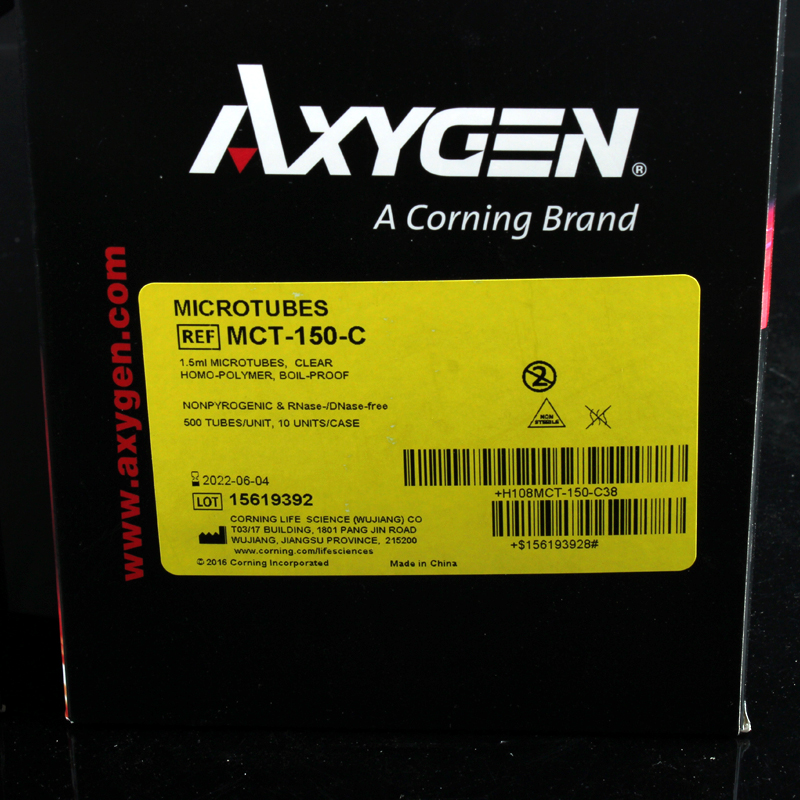 AXYGEN®
A Corning Brand
www.axygen.com
MICROTUBES
REF MCT-150-C
1.5ml MICROTUBES, CLEAR
HOMO-POLYMER, BOIL-PROOF
2
NONPYROGENIC & RNase-/DNase-free
NON
STERILE
500 TUBES/UNIT, 10 UNITS/CASE
+H108MCT-150-C38
2022-06-04
LOT 15619392
+$156193928#
CORNING LIFE SCIENCE (WUJIANG) CO
T03/17 BUILDING, 1801 PANG JIN ROAD
WUJIANG, JIANGSU PROVINCE, 215200
www.corning.com/lifesciences
© 2016 Corning Incorporated Made in China